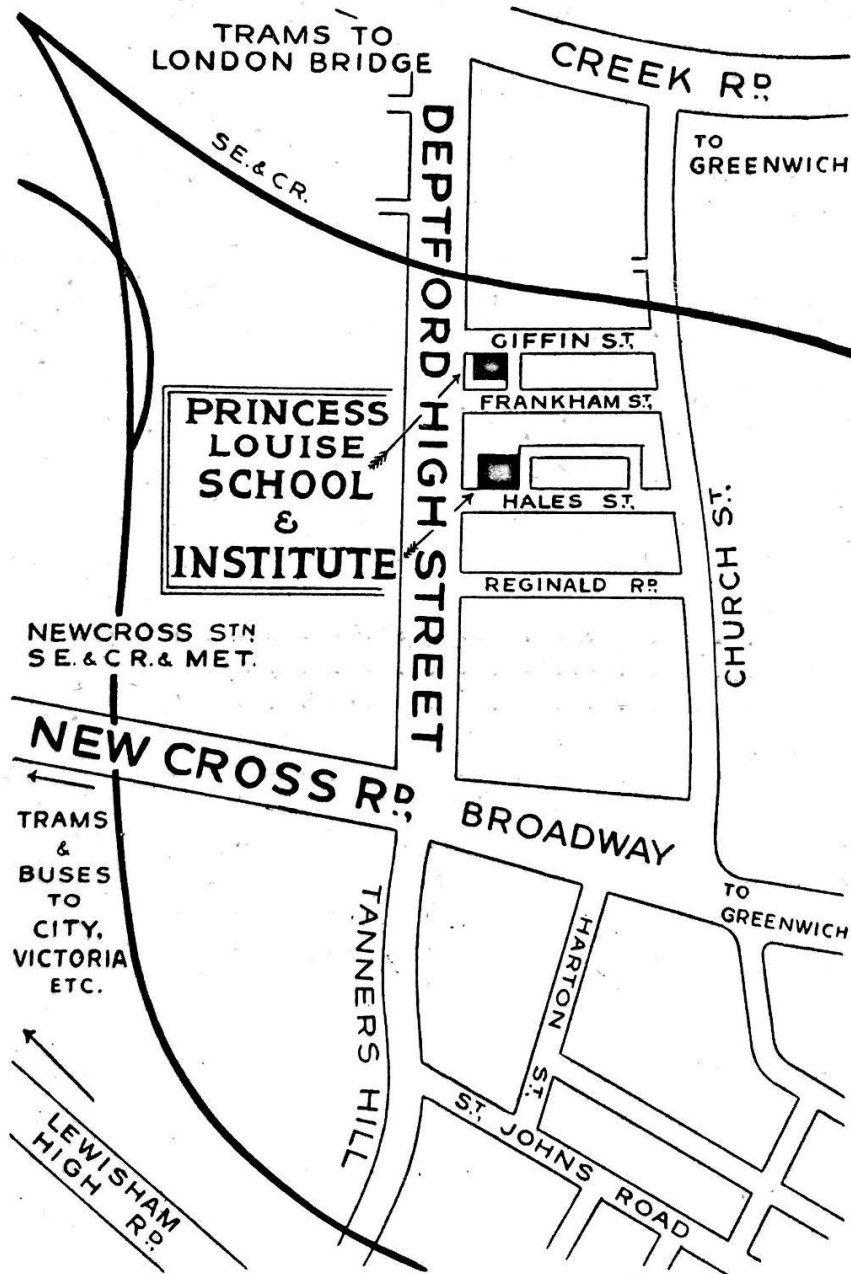 TRAMS TO
LONDON BRIDGE
CREEK RD.,
S.E. & C.R.
TO
GREENWICH
DEPTFORD HIGH STREET
GIFFIN ST.,
FRANKHAM ST.,
PRINCESS
LOUISE
SCHOOL
&
INSTITUTE
HALES ST.,
REGINALD RD.
CHURCH ST.
NEWCROSS STN
S.E. & C.R. & MET.
NEW CROSS RD.,
BROADWAY
TRAMS
&
BUSES
TO
CITY,
VICTORIA
ETC.
TO
GREENWICH
TANNERS HILL
HARTON ST.
ST. JOHNS ROAD
LEWISHAM
HIGH RD.